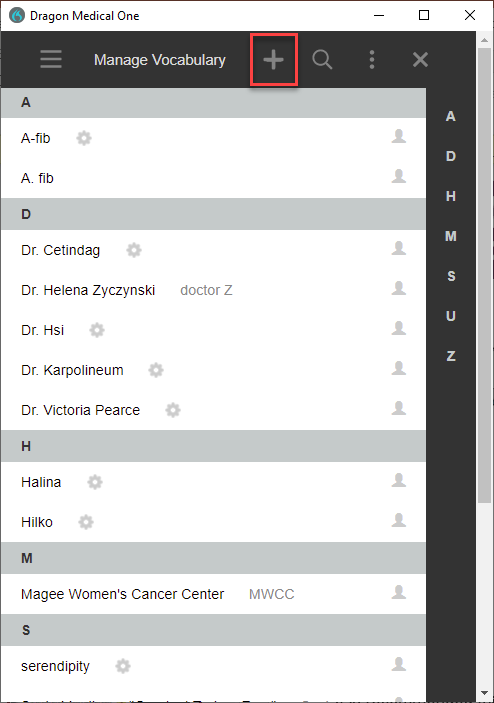 Dragon Medical One
Manage Vocabulary
A
A-fib
A. fib
D
Dr. Cetindag
Dr. Helena Zyczynski doctor Z
Dr. Hsi
Dr. Karpolineum
Dr. Victoria Pearce
H
Halina
Hilko
M
Magee Women's Cancer Center MWCC
S
serendipity
A
D
H
M
S
U
Z